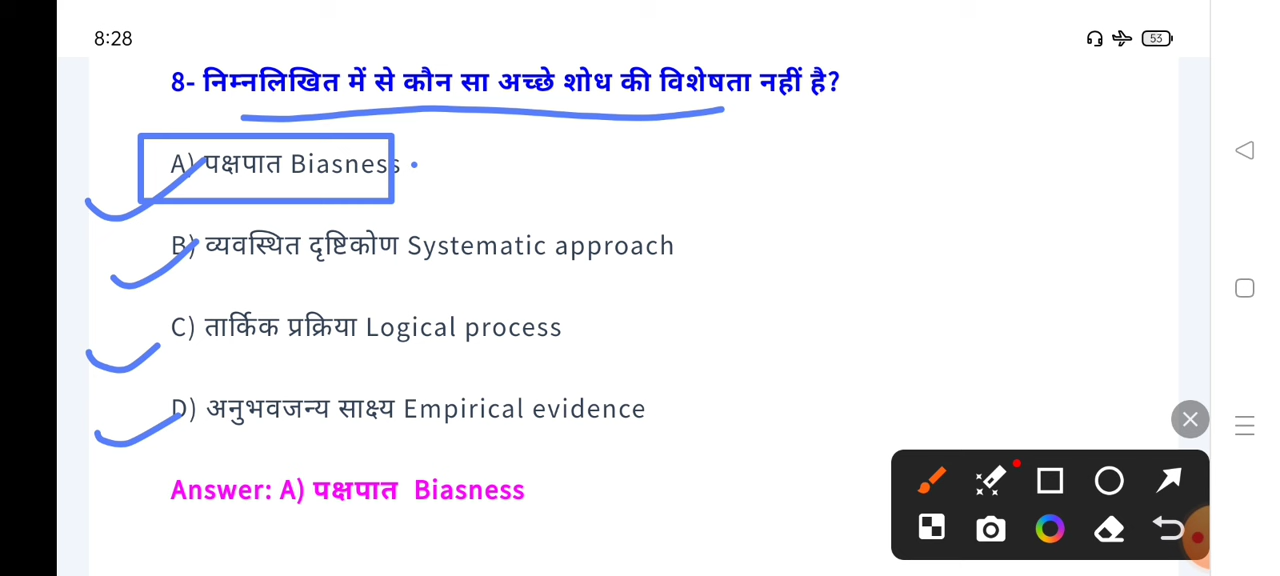 8:28
53
8- निम्नलिखित में से कौन सा अच्छे शोध की विशेषता नहीं है?
A) पक्षपात Biasness
B) व्यवस्थित दृष्टिकोण Systematic approach
C) तार्किक प्रक्रिया Logical process
D) अनुभवजन्य साक्ष्य Empirical evidence
Answer: A) पक्षपात Biasness